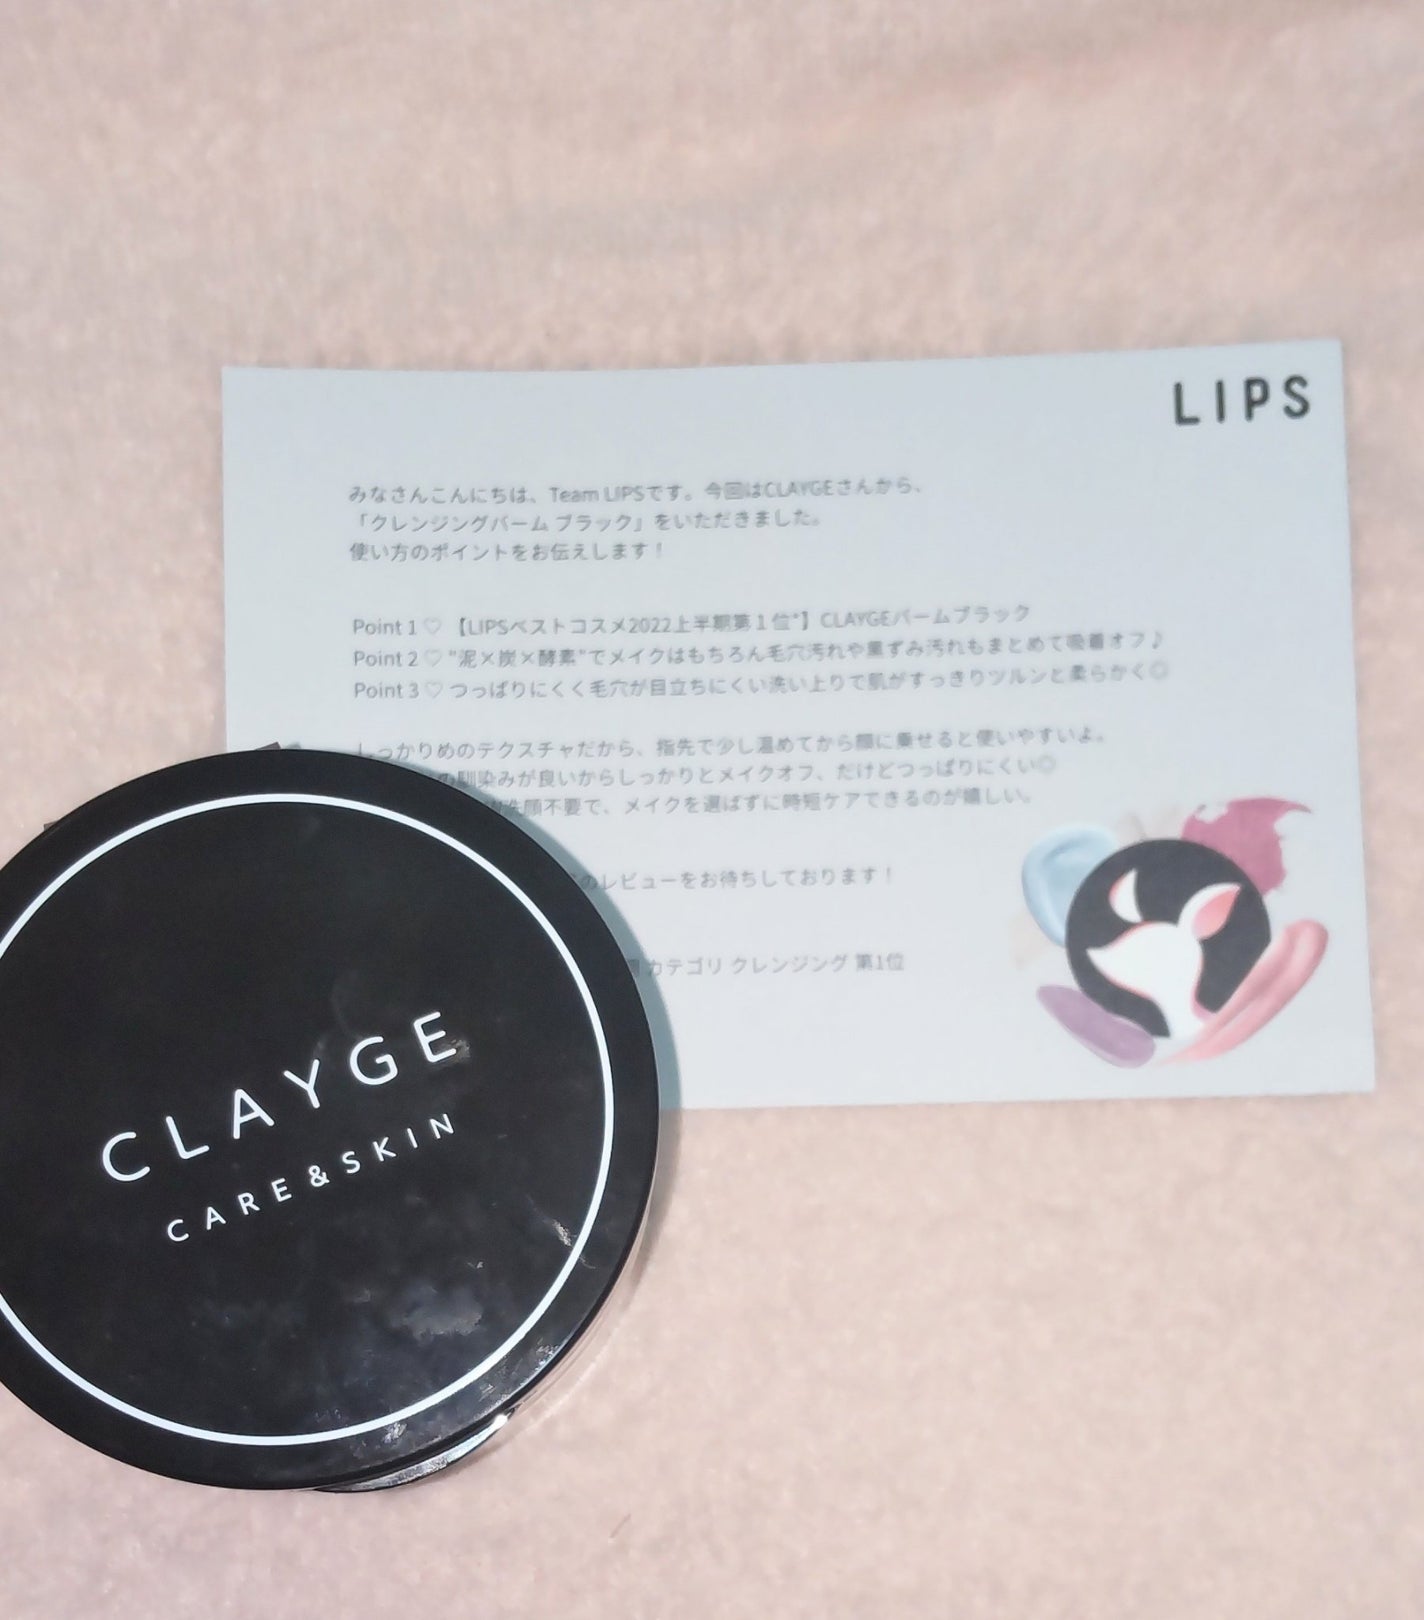 LIPS
みなさんこんにちは、Team LIPSです。今回はCLAYGEさんから、
「クレンジングバーム ブラック」をいただきました。
使い方のポイントをお伝えします！
Point 1♡ 【LIPSベストコスメ2022上半期第1位*】CLAYGEバームブラック
Point 2♡ "泥×炭×酵素"でメイクはもちろん毛穴汚れや黒ずみ汚れもまとめて吸着オフ♪
Point 3♡ つっぱりにくく毛穴が目立ちにくい洗い上りで肌がすっきりツルンと柔らかく◎
しっかりめのテクスチャだから、指先で少し温めてから顔に乗せると使いやすいよ。
の馴染みが良いからしっかりとメイクオフ、だけどつっぱりにくい◎
洗顔不要で、メイクを選ばずに時短ケアできるのが嬉しい。
のレビューをお待ちしております！
カテゴリ クレンジング 第1位
CLAYGE
CARE&SKIN